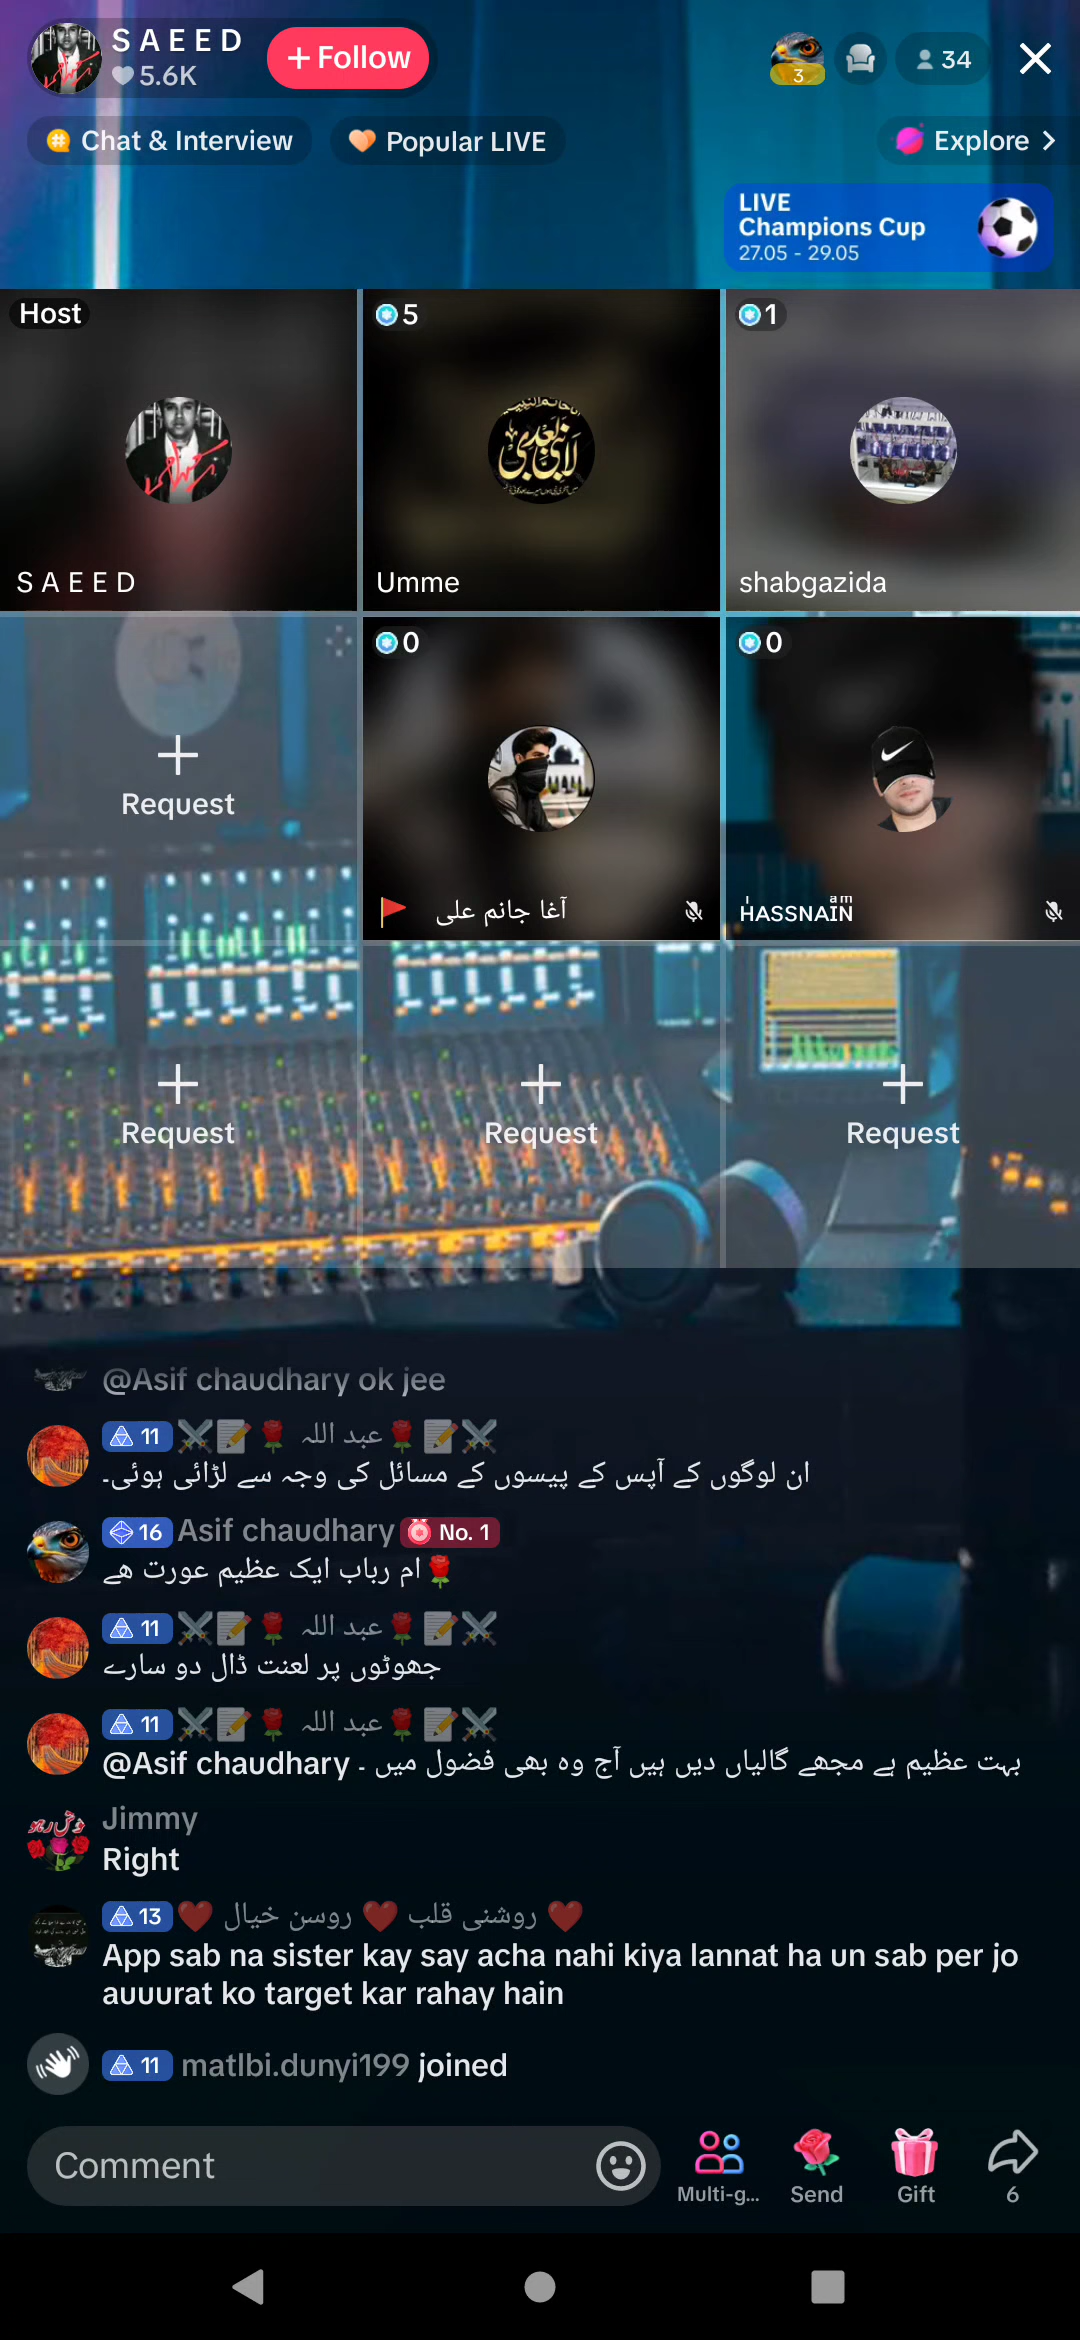 S A E E D
5.6K
+ Follow
3
34
Chat & Interview
Popular LIVE
Explore
LIVE
Champions Cup
27.05 - 29.05
Host
5
1
لا نبی بعدی
S A E E D
Umme
shabgazida
0
0
Request
آغا جانم علی
HASSNAIN
Request
Request
Request
@Asif chaudhary ok jee
11 ⚔️📝🌹 عبد اللہ 🌹📝⚔️
ان لوگوں کے آپس کے پیسوں کے مسائل کی وجہ سے لڑائی ہوئی۔
16 Asif chaudhary No. 1
ام رباب ایک عظیم عورت ھے🌹
11 ⚔️📝🌹 عبد اللہ 🌹📝⚔️
جھوٹوں پر لعنت ڈال دو سارے
11 ⚔️📝🌹 عبد اللہ 🌹📝⚔️
@Asif chaudhary بہت عظیم ہے مجھے گالیاں دیں ہیں آج وہ بھی فضول میں ۔
Jimmy
Right
13 ❤️ روشنی قلب ❤️ روسن خیال ❤️
App sab na sister kay say acha nahi kiya lannat ha un sab per jo
auuurat ko target kar rahay hain
11 matlbi.dunyi199 joined
Comment
Multi-g...
Send
Gift
6